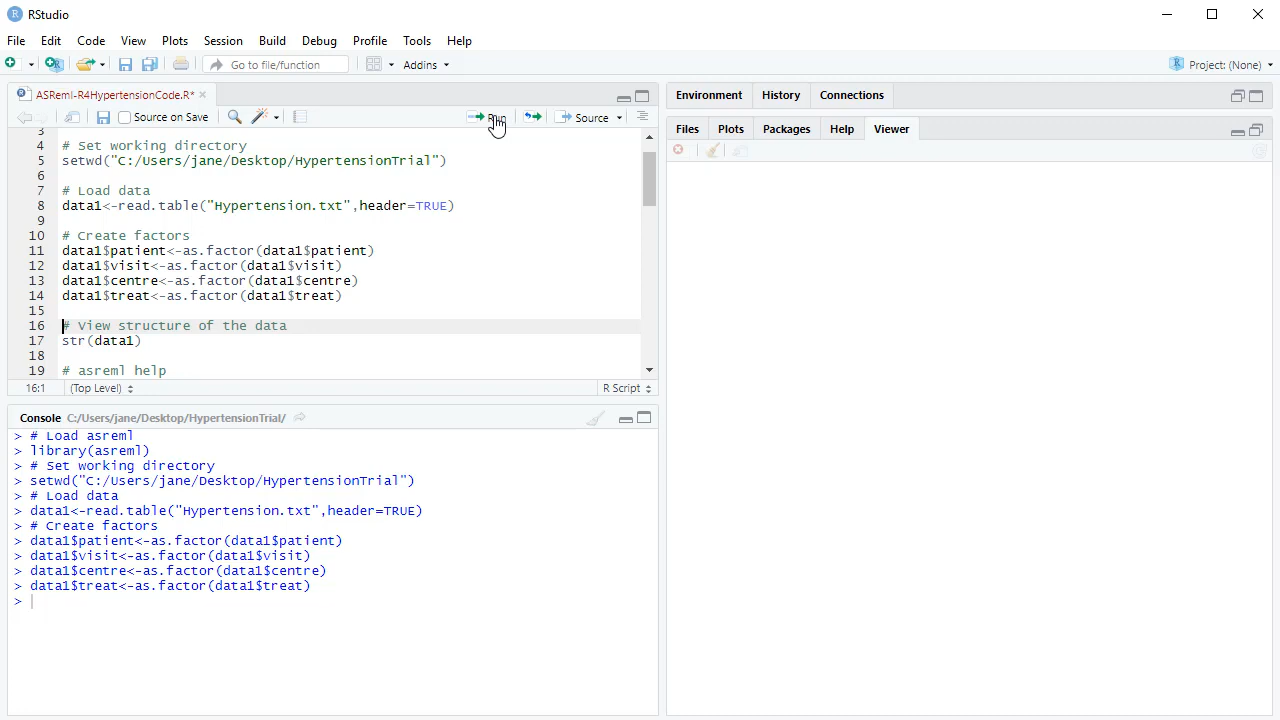 RStudio
File Edit Code View Plots Session Build Debug Profile Tools Help
Go to file/function Addins Project: (None)
ASReml-R4HypertensionCode.R*
Source on Save Run Source
3
4 # Set working directory
5 setwd("C:/Users/jane/Desktop/HypertensionTrial")
6
7 # Load data
8 data1<-read.table("Hypertension.txt",header=TRUE)
9
10 # Create factors
11 data1$patient<-as.factor(data1$patient)
12 data1$visit<-as.factor(data1$visit)
13 data1$centre<-as.factor(data1$centre)
14 data1$treat<-as.factor(data1$treat)
15
16 # View structure of the data
17 str(data1)
18
19 # asreml help
16:1 (Top Level) R Script
Console C:/Users/jane/Desktop/HypertensionTrial/
> # Load asreml
> library(asreml)
> # Set working directory
> setwd("C:/Users/jane/Desktop/HypertensionTrial")
> # Load data
> data1<-read.table("Hypertension.txt",header=TRUE)
> # Create factors
> data1$patient<-as.factor(data1$patient)
> data1$visit<-as.factor(data1$visit)
> data1$centre<-as.factor(data1$centre)
> data1$treat<-as.factor(data1$treat)
>
Environment History Connections
Files Plots Packages Help Viewer